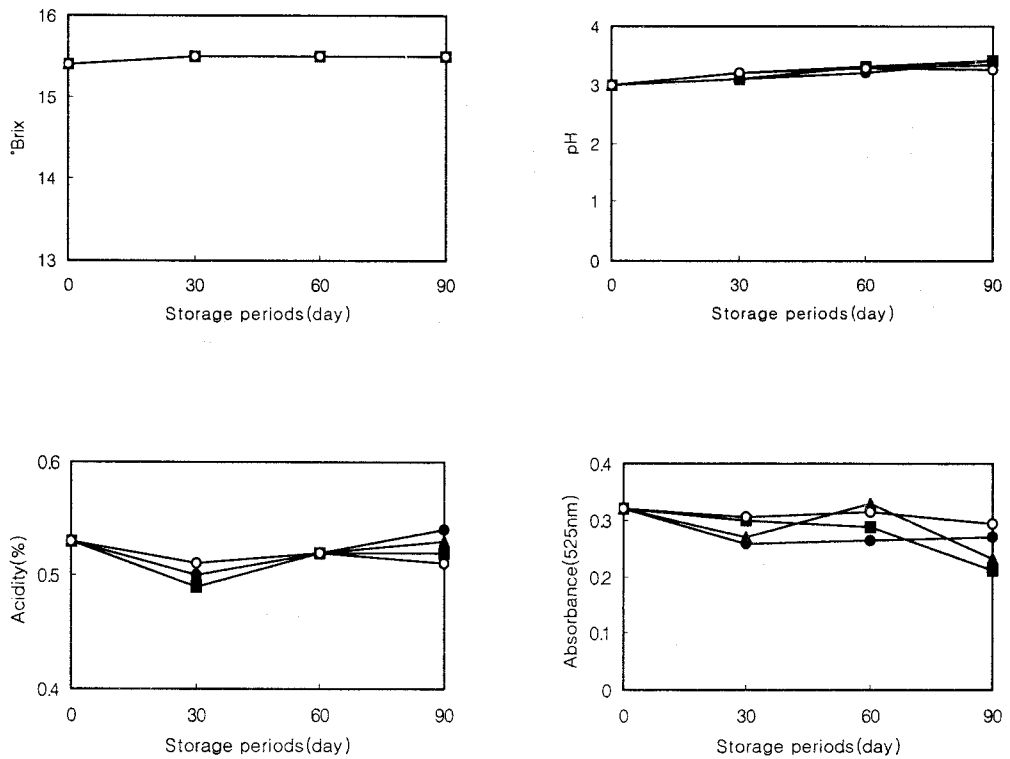 16
15
14
13
°Brix
0 30 60 90
Storage periods(day)
4
3
2
1
0
pH
0 30 60 90
Storage periods(day)
0.6
0.5
0.4
Acidity(%)
0 30 60 90
Storage periods(day)
0.4
0.3
0.2
0.1
0
Absorbance(525nm)
0 30 60 90
Storage periods(day)